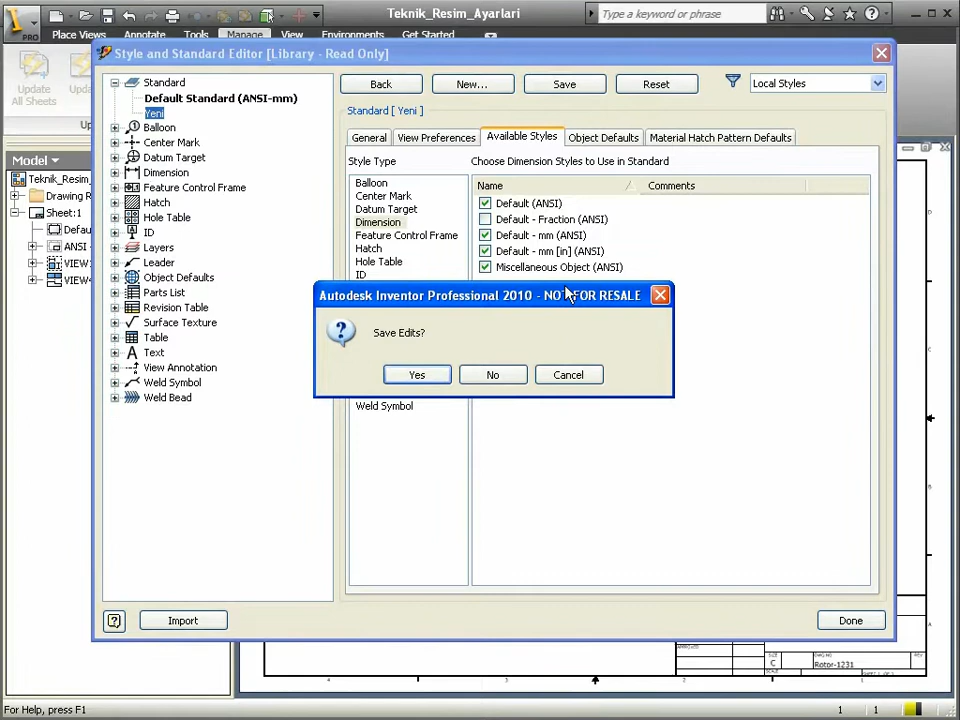 Teknik_Resim_Ayarlari
Type a keyword or phrase
PRO
Place Views
Annotate
Tools
Manage
View
Environments
Get Started
Update
All Sheets
Style and Standard Editor [Library - Read Only]
Back
New...
Save
Reset
Local Styles
Standard
Default Standard (ANSI-mm)
Yeni
Balloon
Center Mark
Datum Target
Dimension
Feature Control Frame
Hatch
Hole Table
ID
Layers
Leader
Object Defaults
Parts List
Revision Table
Surface Texture
Table
Text
View Annotation
Weld Symbol
Weld Bead
Standard [ Yeni ]
General
View Preferences
Available Styles
Object Defaults
Material Hatch Pattern Defaults
Style Type
Choose Dimension Styles to Use in Standard
Balloon
Center Mark
Datum Target
Dimension
Feature Control Frame
Hatch
Hole Table
ID
Weld Symbol
Name
Comments
Default (ANSI)
Default - Fraction (ANSI)
Default - mm (ANSI)
Default - mm [in] (ANSI)
Miscellaneous Object (ANSI)
Autodesk Inventor Professional 2010 - NOT FOR RESALE
Save Edits?
Yes
No
Cancel
Import
Done
Model
Teknik_Resim_
Drawing R
Sheet:1
Defau
ANSI -
VIEW1
VIEW4
C
Rotor-1231
For Help, press F1
1
1